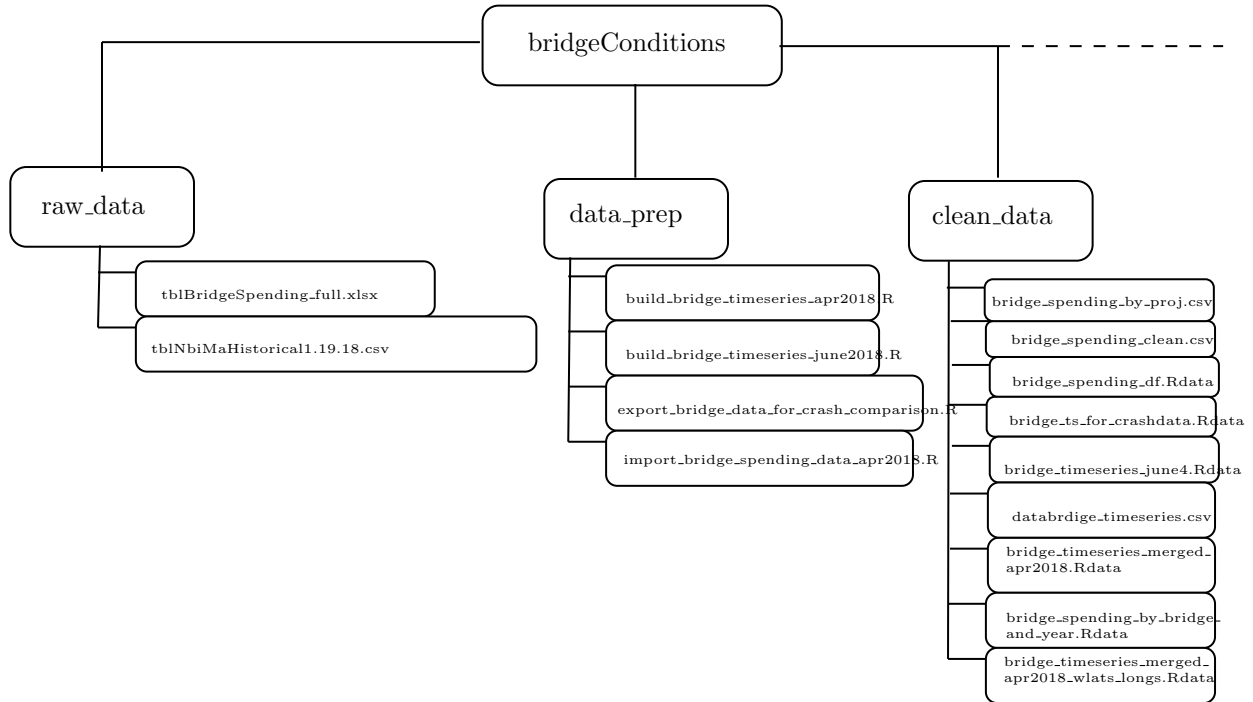 bridgeConditions
raw_data
tblBridgeSpending_full.xlsx
tblNbiMaHistorical1.19.18.csv
data_prep
build_bridge_timeseries_apr2018.R
build_bridge_timeseries_june2018.R
export_bridge_data_for_crash_comparison.R
import_bridge_spending_data_apr2018.R
clean_data
bridge_spending_by_proj.csv
bridge_spending_clean.csv
bridge_spending_df.Rdata
bridge_ts_for_crashdata.Rdata
bridge_timeseries_june4.Rdata
databrdige_timeseries.csv
bridge_timeseries_merged_
apr2018.Rdata
bridge_spending_by_bridge_
and_year.Rdata
bridge_timeseries_merged_
apr2018_wlats_longs.Rdata